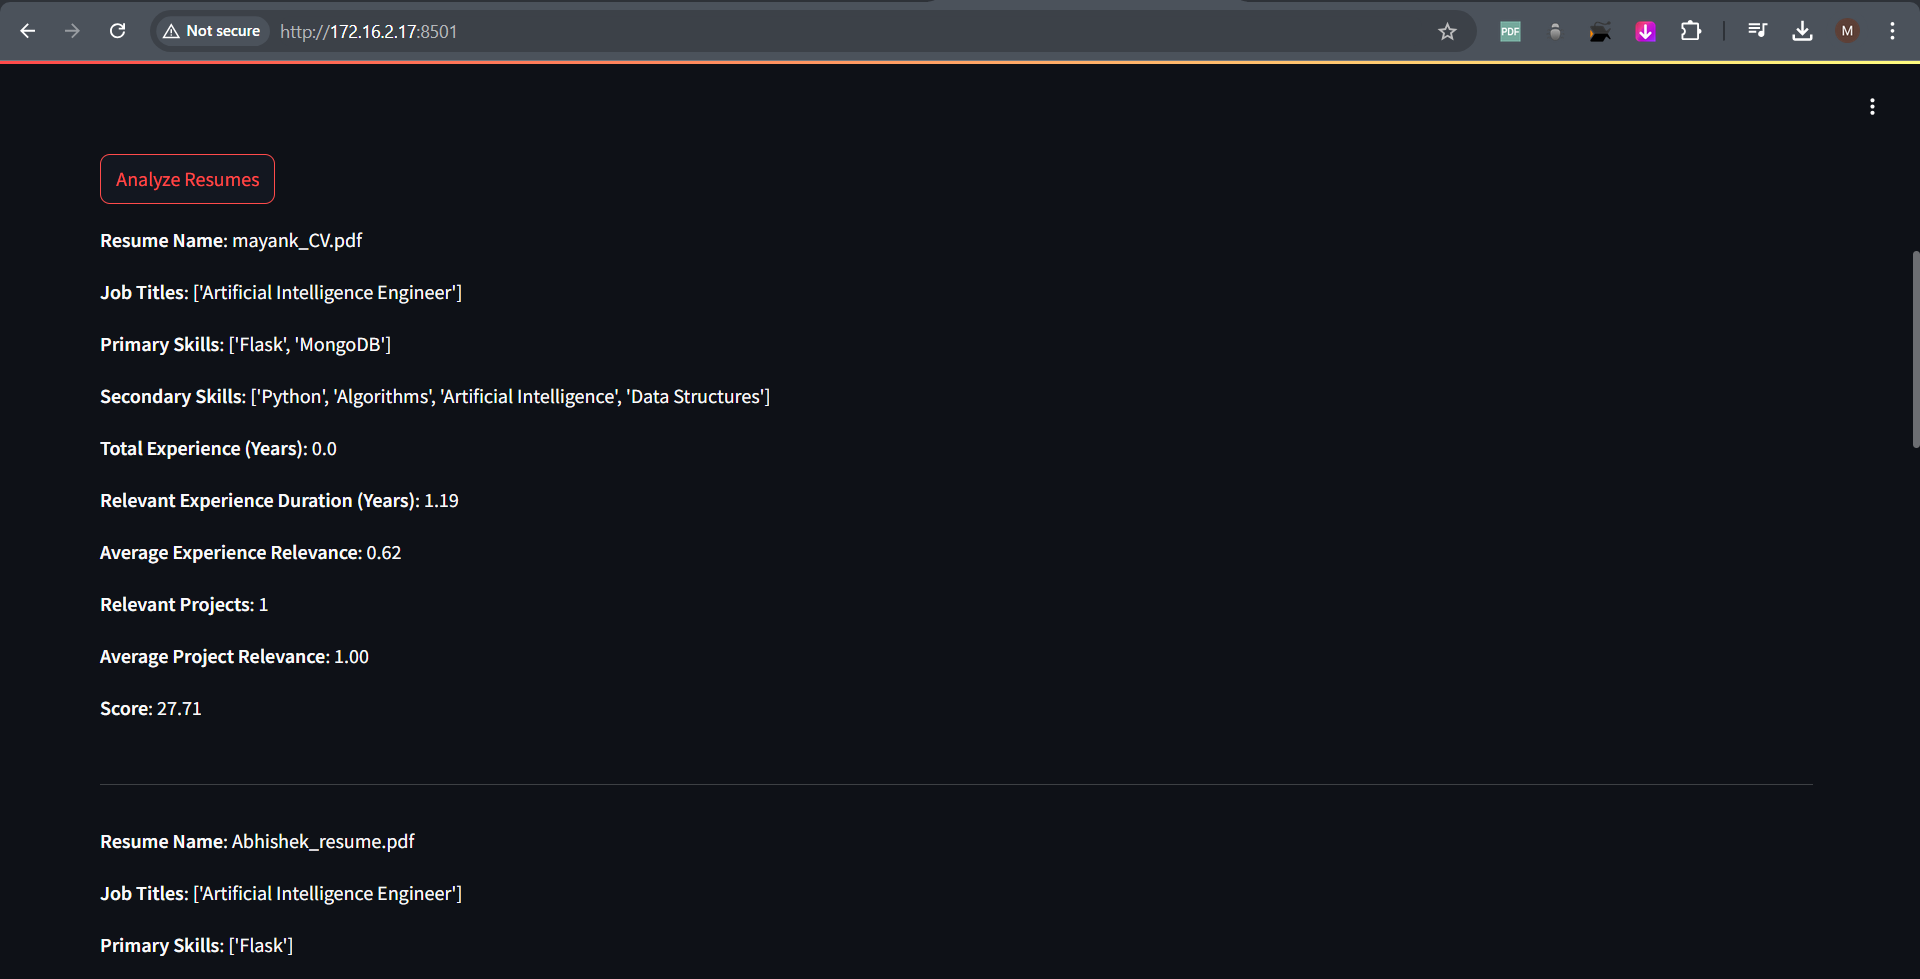 Not secure http://172.16.2.17:8501
PDF
M
Analyze Resumes
Resume Name: mayank_CV.pdf
Job Titles: ['Artificial Intelligence Engineer']
Primary Skills: ['Flask', 'MongoDB']
Secondary Skills: ['Python', 'Algorithms', 'Artificial Intelligence', 'Data Structures']
Total Experience (Years): 0.0
Relevant Experience Duration (Years): 1.19
Average Experience Relevance: 0.62
Relevant Projects: 1
Average Project Relevance: 1.00
Score: 27.71
Resume Name: Abhishek_resume.pdf
Job Titles: ['Artificial Intelligence Engineer']
Primary Skills: ['Flask']